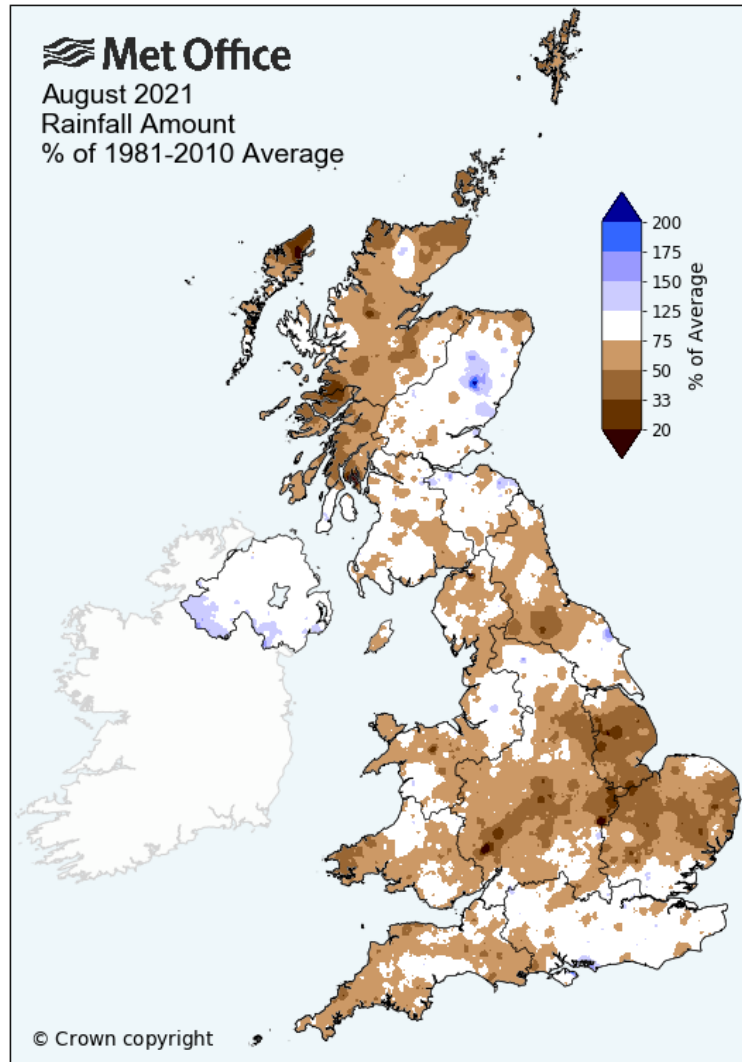 Met Office
August 2021
Rainfall Amount
% of 1981-2010 Average
200
175
150
125
75
50
33
20
% of Average
© Crown copyright